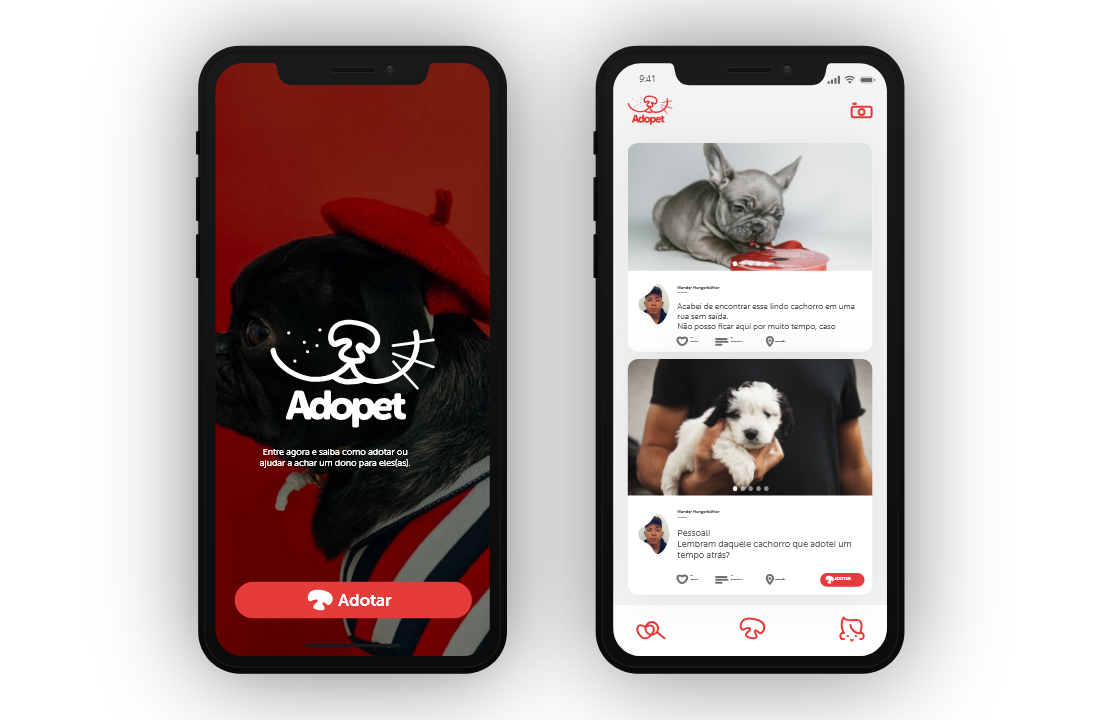 Adopet
Entre agora e saiba como adotar ou
ajudar a achar um dono para eles(as).
Adotar
9:41
Adopet
Wander Hungerbühler
Acabei de encontrar esse lindo cachorro em uma
rua sem saída.
Não posso ficar aqui por muito tempo, caso
Wander Hungerbühler
Pessoal!
Lembram daquele cachorro que adotei um
tempo atrás?
ADOTAR